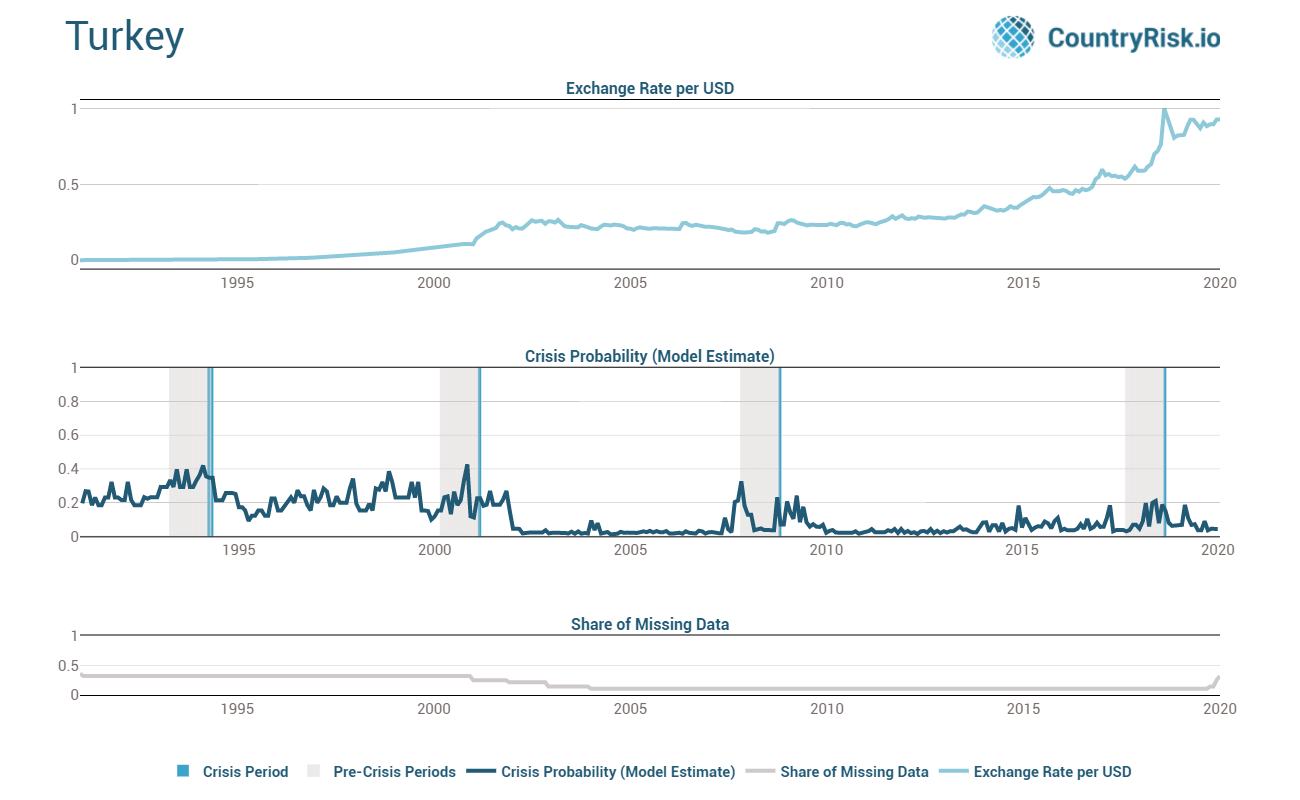 Turkey
CountryRisk.io
Exchange Rate per USD
1
0.5
0
1995 2000 2005 2010 2015 2020
Crisis Probability (Model Estimate)
1
0.8
0.6
0.4
0.2
0
1995 2000 2005 2010 2015 2020
Share of Missing Data
1
0.5
0
1995 2000 2005 2010 2015 2020
Crisis Period Pre-Crisis Periods Crisis Probability (Model Estimate) Share of Missing Data Exchange Rate per USD